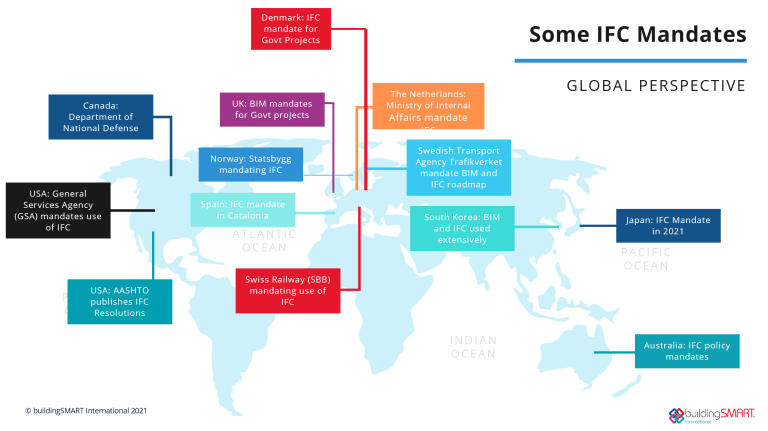 Denmark: IFC
mandate for
Govt Projects
Some IFC Mandates
GLOBAL PERSPECTIVE
Canada:
Department of
National Defense
UK: BIM mandates
for Govt projects
The Netherlands:
Ministry of Internal
Affairs mandate
IFC
Norway: Statsbygg
mandating IFC
Swedish Transport
Agency Trafikverket
mandate BIM and
IFC roadmap
USA: General
Services Agency
(GSA) mandates use
of IFC
Spain: IFC mandate
in Catalonia
South Korea: BIM
and IFC used
extensively
Japan: IFC Mandate
in 2021
ATLANTIC
OCEAN
PACIFIC
OCEAN
USA: AASHTO
publishes IFC
Resolutions
Swiss Railway (SBB)
mandating use of
IFC
INDIAN
OCEAN
Australia: IFC policy
mandates
© buildingSMART International 2021
buildingSMART
International